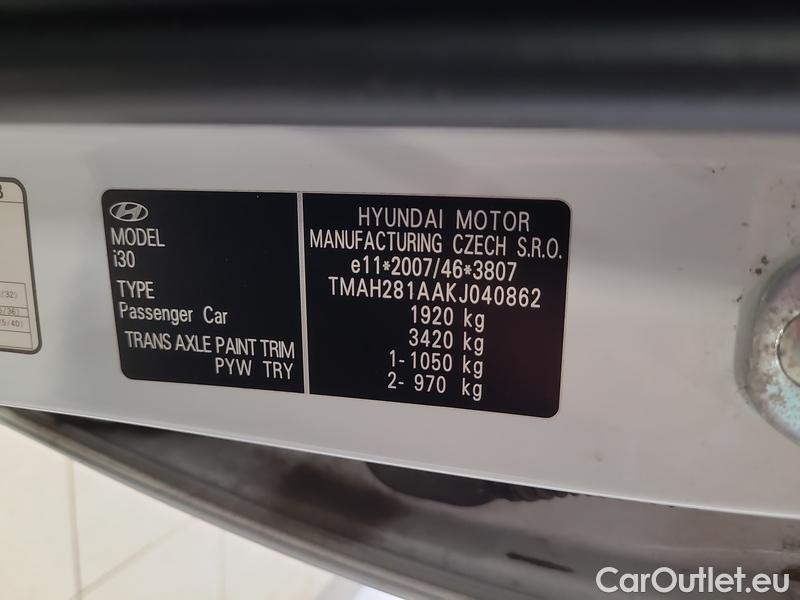 MODEL
i30
TYPE
Passenger Car
TRANS AXLE PAINT TRIM
PYW TRY
HYUNDAI MOTOR
MANUFACTURING CZECH S.R.O.
e11*2007/46*3807
TMAH281AAKJ040862
1920 kg
3420 kg
1- 1050 kg
2- 970 kg
CarOutlet.eu